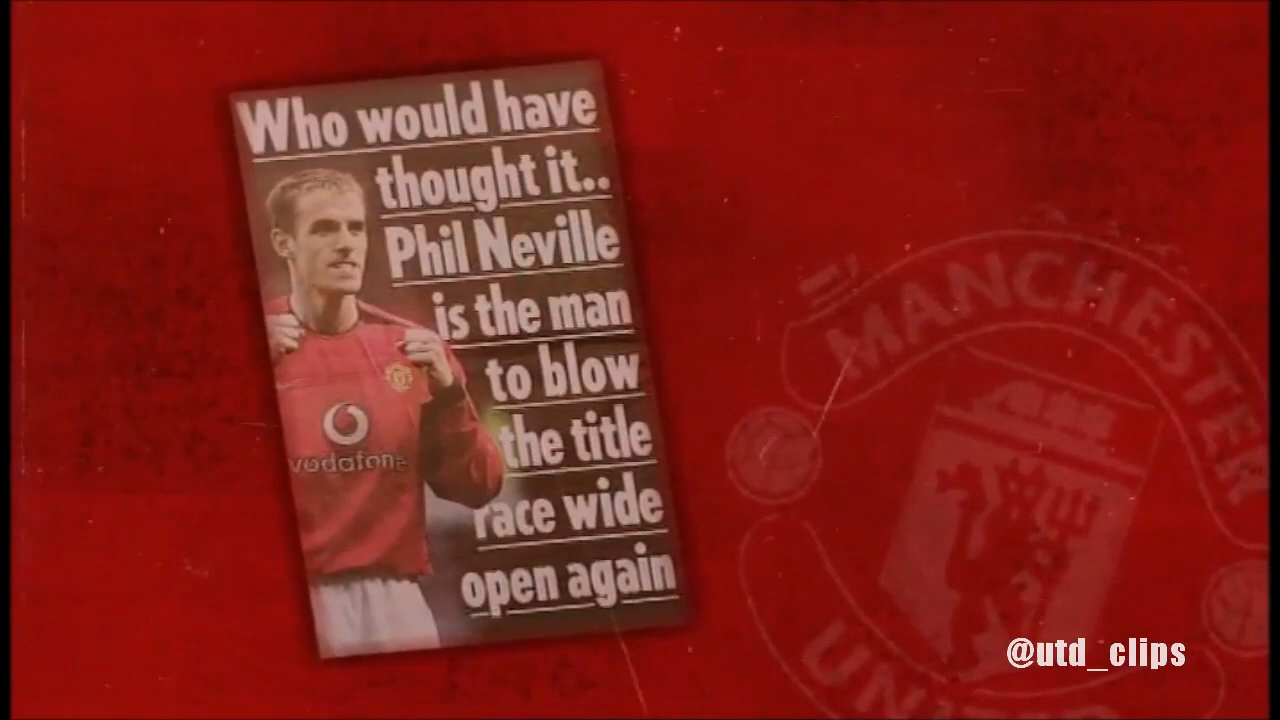 Who would have
thought it..
Phil Neville
is the man
to blow
the title
race wide
open again
vodafone
MANCHESTER
UNITED
@utd_clips